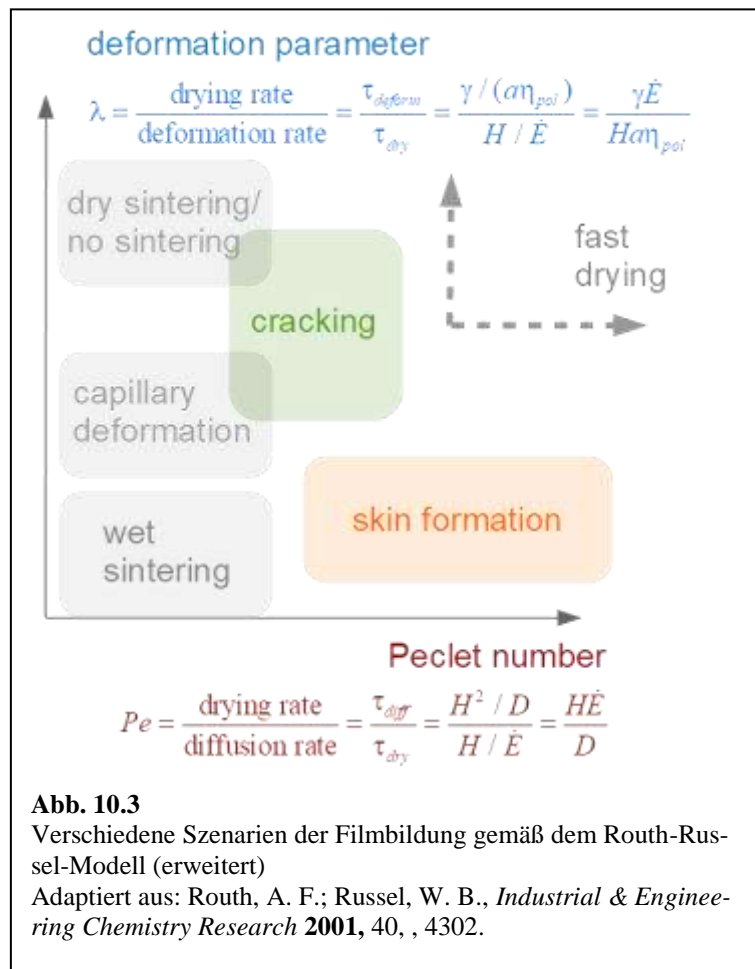 deformation parameter
λ = drying rate / deformation rate = τ_deform / τ_dry = γ / (aη_pol) / H / Ė = γĖ / Haη_pol
dry sintering/
no sintering
fast
drying
cracking
capillary
deformation
skin formation
wet
sintering
Peclet number
Pe = drying rate / diffusion rate = τ_diff / τ_dry = H² / D / H / Ė = HĖ / D
Abb. 10.3
Verschiedene Szenarien der Filmbildung gemäß dem Routh-Rus-
sel-Modell (erweitert)
Adaptiert aus: Routh, A. F.; Russel, W. B., Industrial & Enginee-
ring Chemistry Research 2001, 40, , 4302.